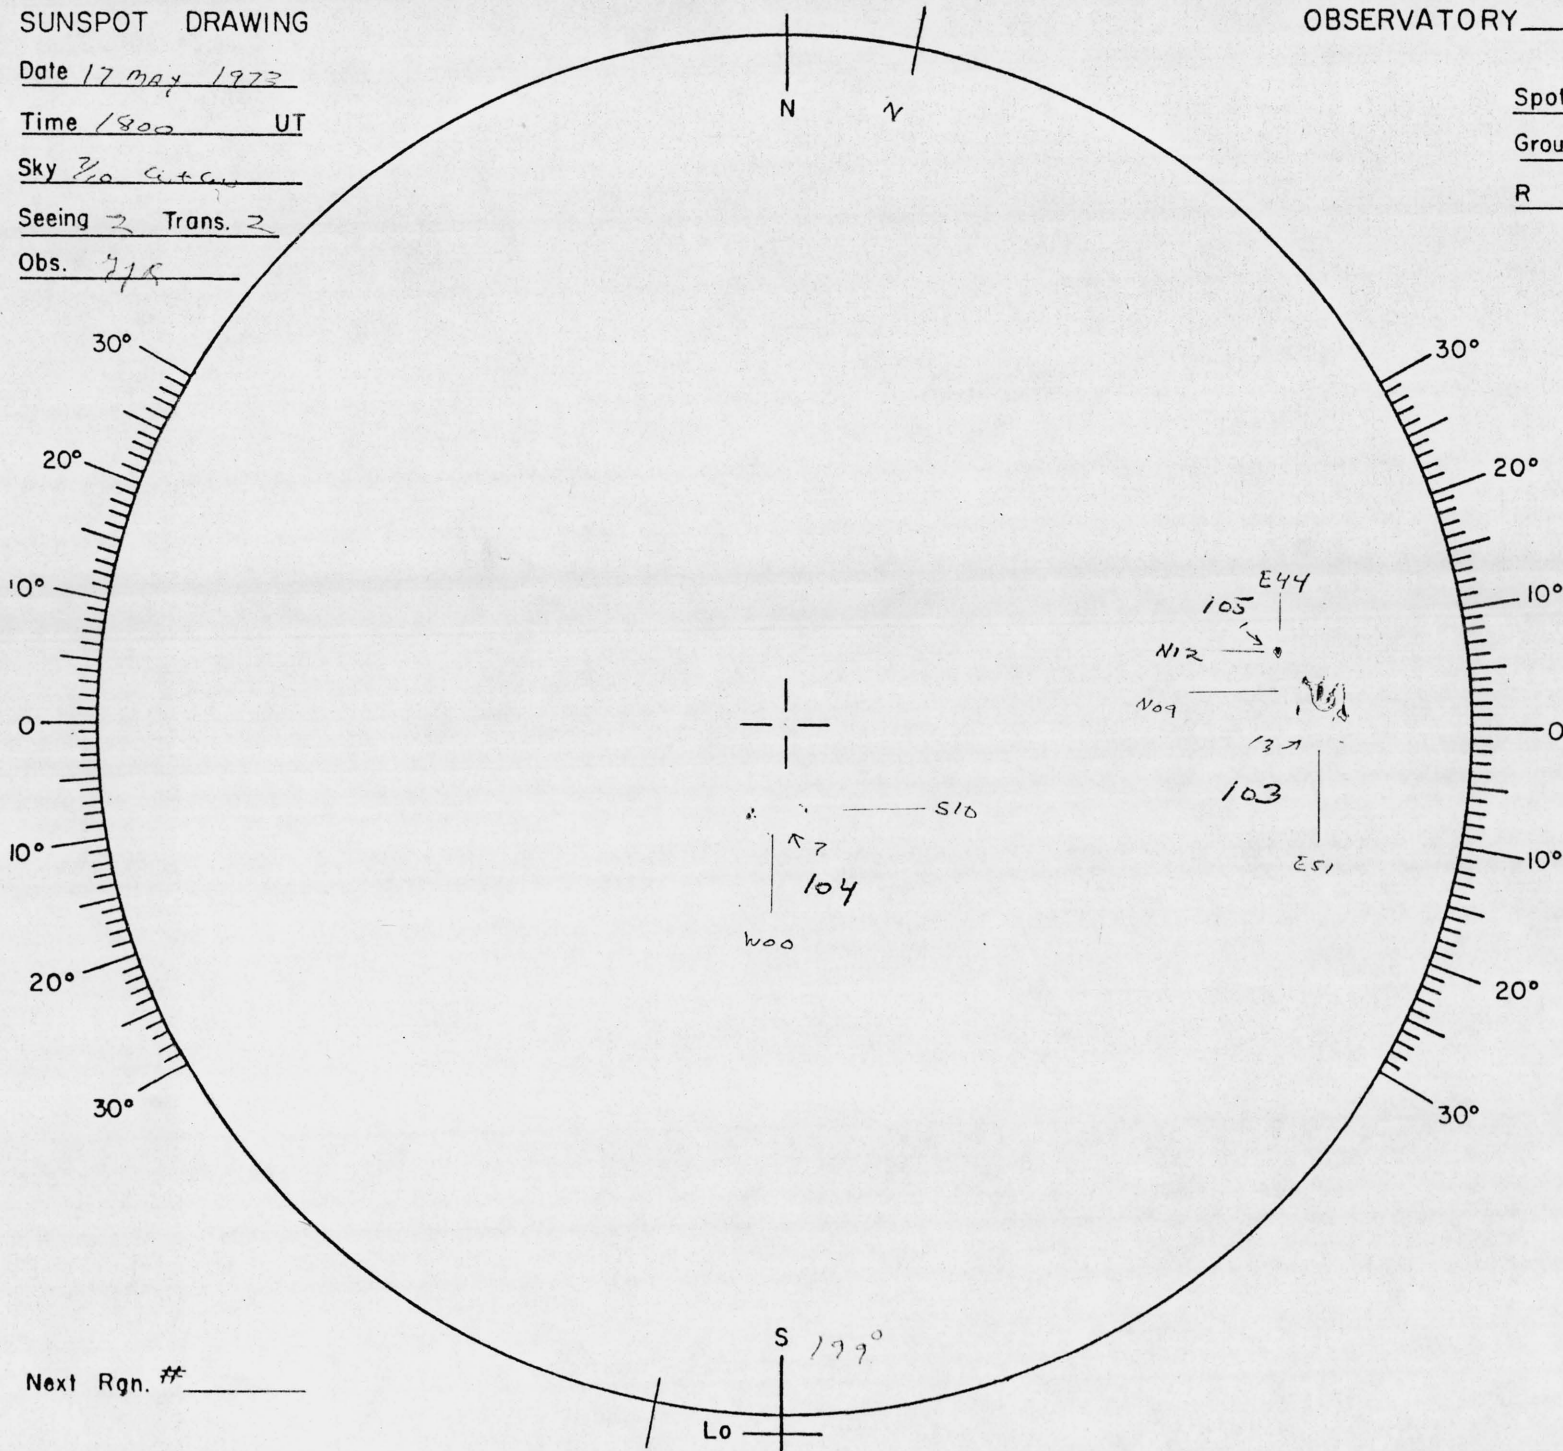 SUNSPOT DRAWING
OBSERVATORY
Date 17 May 1973
Time 1800 UT
Sky 7/10
Seeing 2 Trans. 2
Obs.
Spot
Grou
R
N N
30° 30°
20° 20°
10° 10°
E44
105
N12
N09
0 0
13
103
S10
7
104
E51
W00
10° 10°
20° 20°
30° 30°
S 199°
Next Rgn. #
Lo